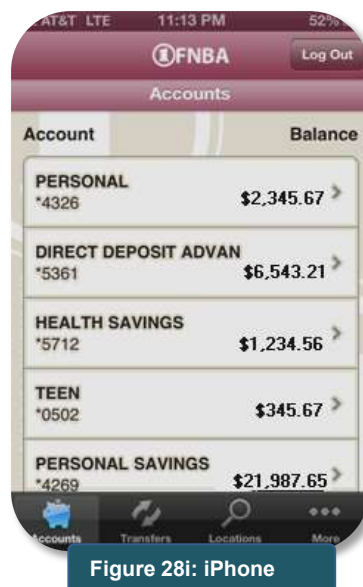 AT&T LTE 11:13 PM 52%
FNBA Log Out
Accounts
Account Balance
PERSONAL
*4326 $2,345.67
DIRECT DEPOSIT ADVAN
*5361 $6,543.21
HEALTH SAVINGS
*5712 $1,234.56
TEEN
*0502 $345.67
PERSONAL SAVINGS
*4269 $21,987.65
Accounts Transfers Locations More
Figure 28i: iPhone